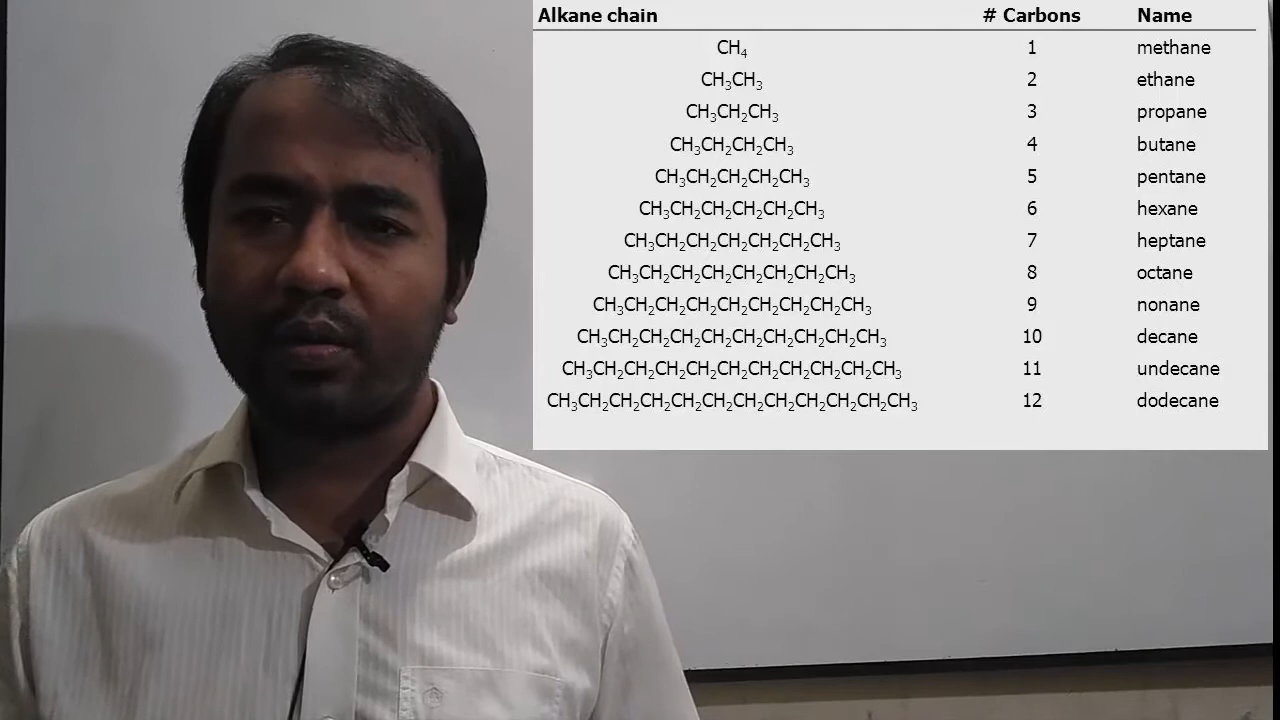 Alkane chain # Carbons Name
CH₄ 1 methane
CH₃CH₃ 2 ethane
CH₃CH₂CH₃ 3 propane
CH₃CH₂CH₂CH₃ 4 butane
CH₃CH₂CH₂CH₂CH₃ 5 pentane
CH₃CH₂CH₂CH₂CH₂CH₃ 6 hexane
CH₃CH₂CH₂CH₂CH₂CH₂CH₃ 7 heptane
CH₃CH₂CH₂CH₂CH₂CH₂CH₂CH₃ 8 octane
CH₃CH₂CH₂CH₂CH₂CH₂CH₂CH₂CH₃ 9 nonane
CH₃CH₂CH₂CH₂CH₂CH₂CH₂CH₂CH₂CH₃ 10 decane
CH₃CH₂CH₂CH₂CH₂CH₂CH₂CH₂CH₂CH₂CH₃ 11 undecane
CH₃CH₂CH₂CH₂CH₂CH₂CH₂CH₂CH₂CH₂CH₂CH₃ 12 dodecane